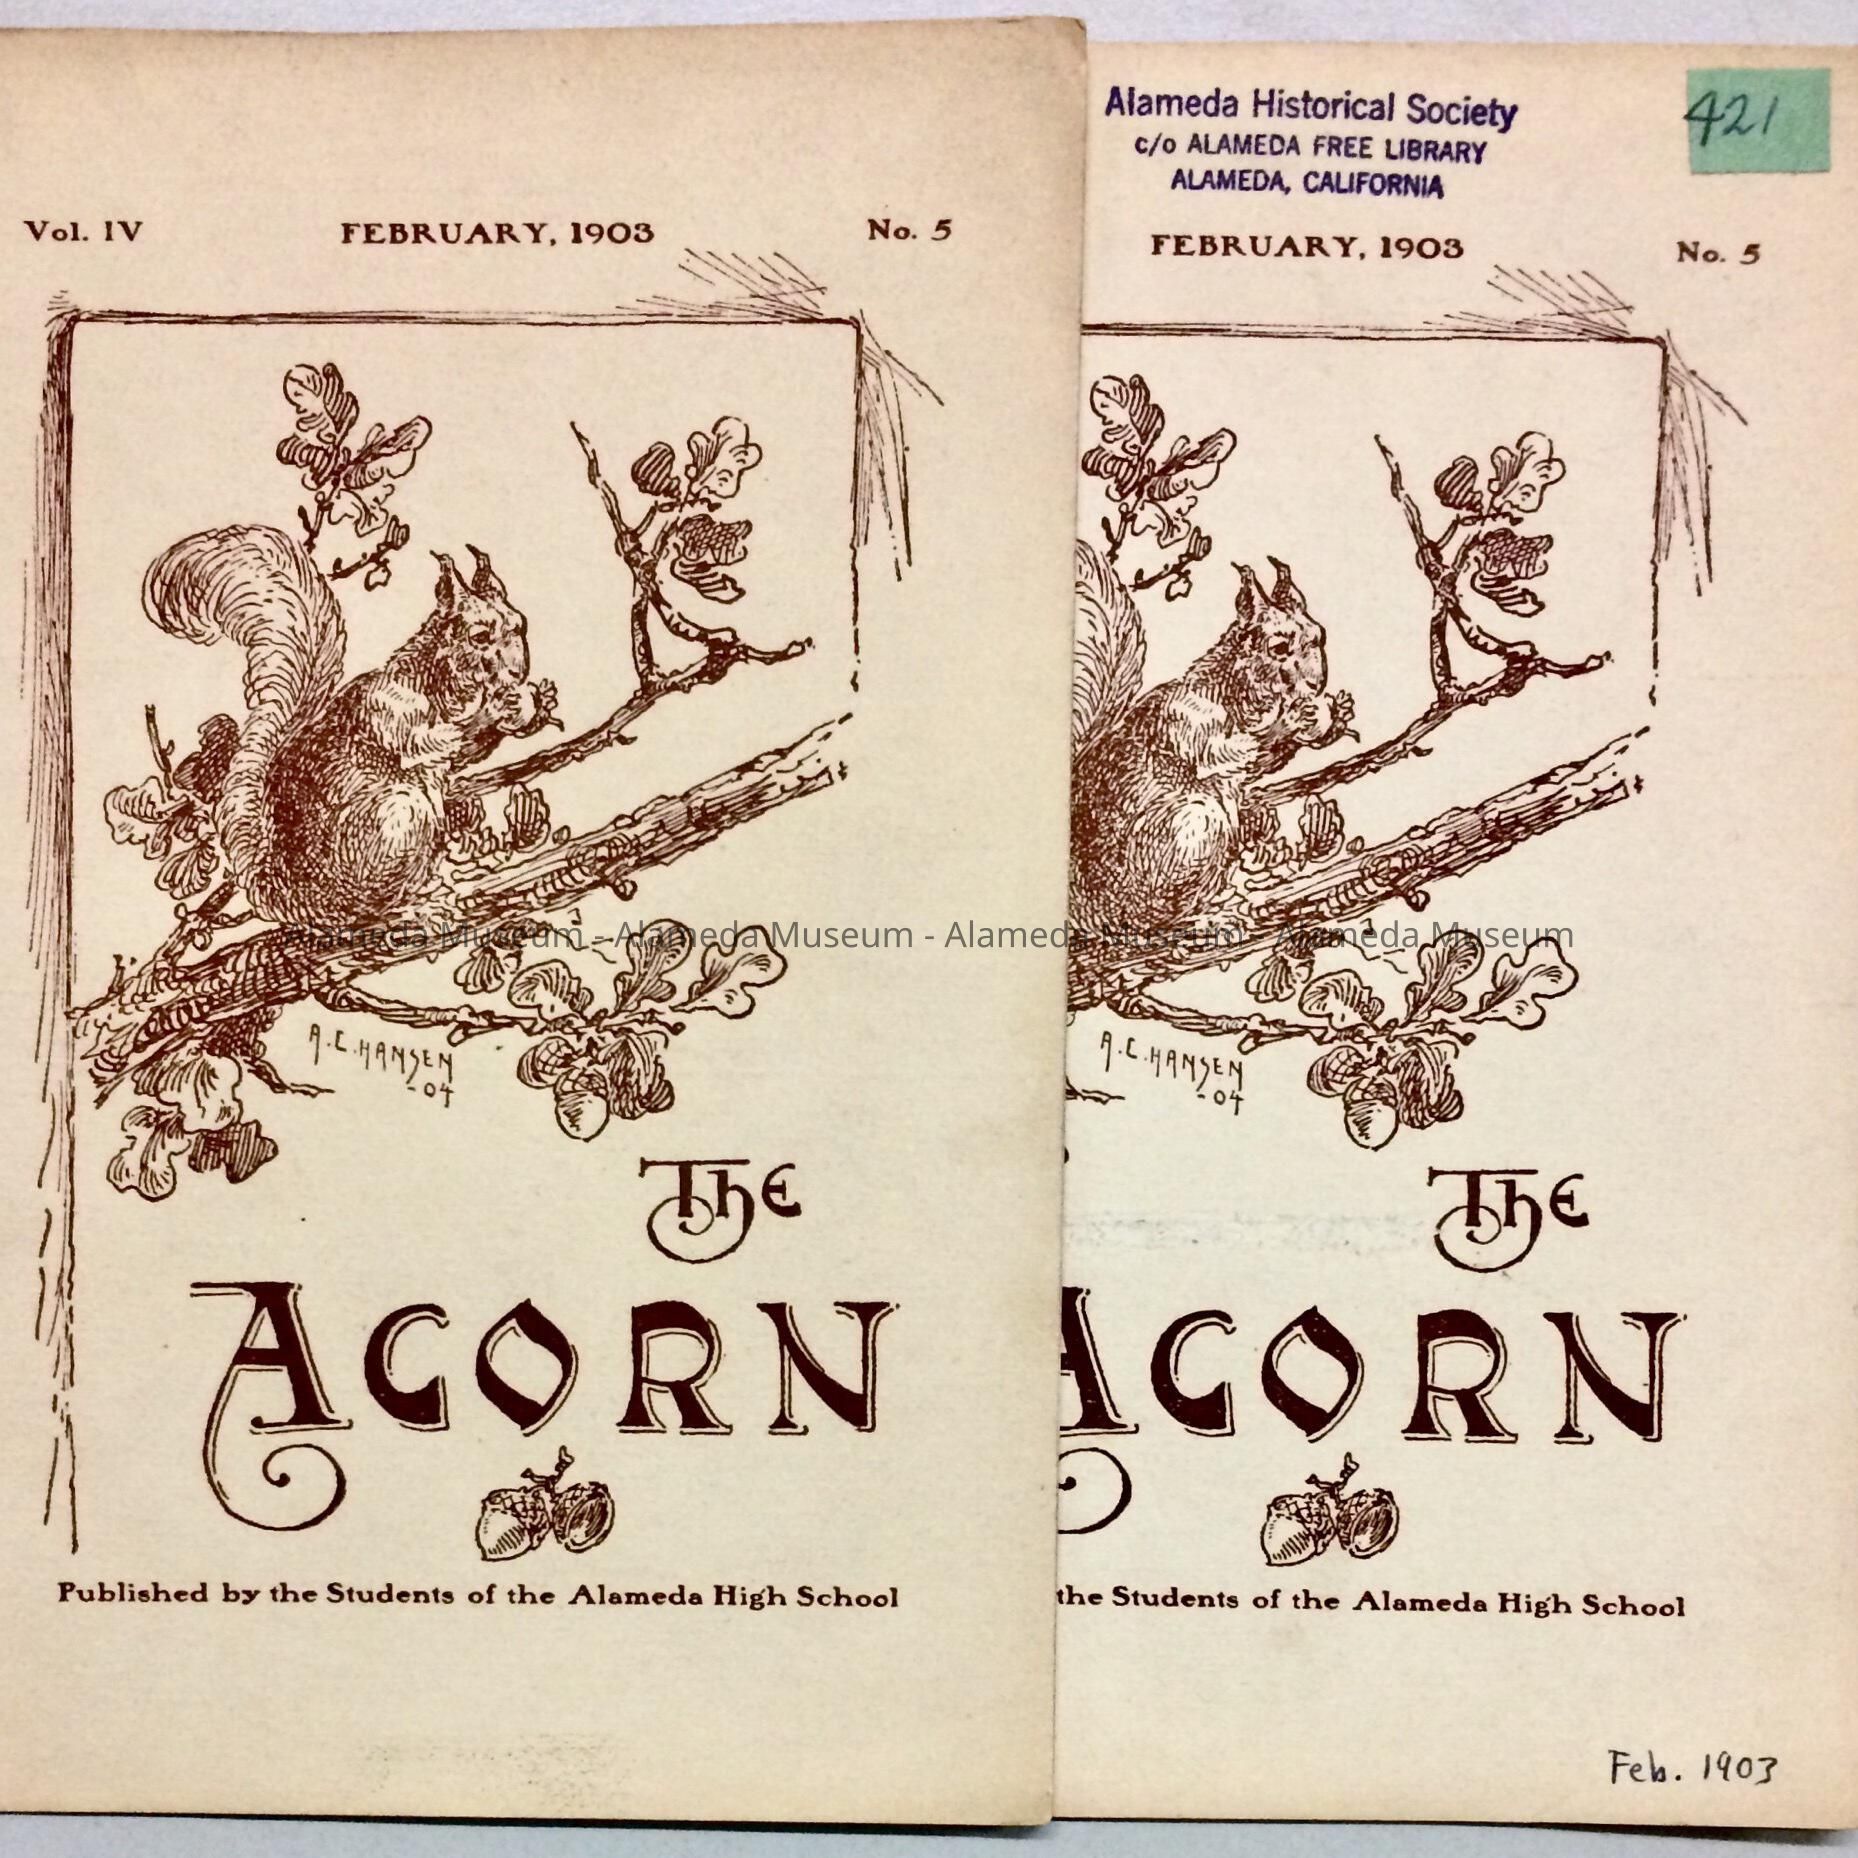 Vol. IV FEBRUARY, 1903 No. 5
A.C. HANSEN
-04
The
ACORN
Published by the Students of the Alameda High School
Alameda Historical Society
c/o ALAMEDA FREE LIBRARY
ALAMEDA, CALIFORNIA
421
FEBRUARY, 1903 No. 5
A.C. HANSEN
-04
The
ACORN
the Students of the Alameda High School
Feb. 1903
Alameda Museum - Alameda Museum - Alameda Museum - Alameda Museum